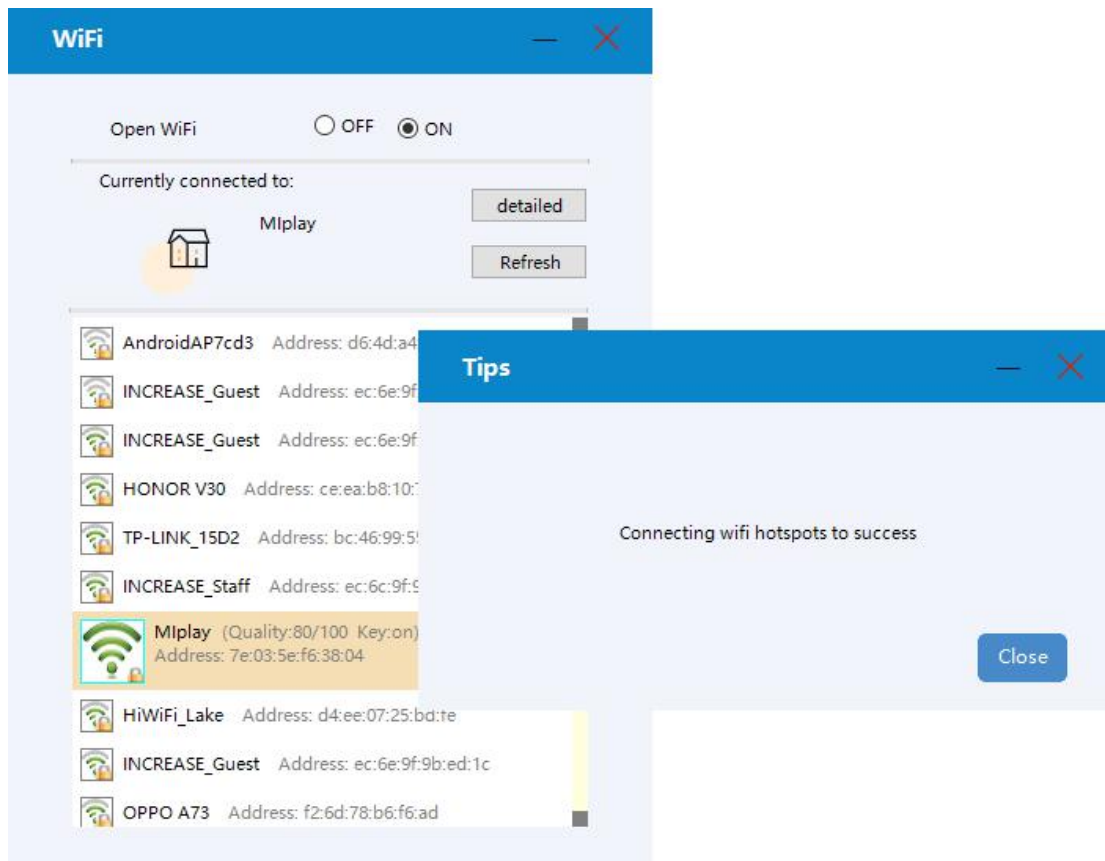 WiFi
Open WiFi OFF ON
Currently connected to:
detailed
MIplay
Refresh
AndroidAP7cd3 Address: d6:4d:a4
INCREASE_Guest Address: ec:6e:9f
INCREASE_Guest Address: ec:6e:9f
HONOR V30 Address: ce:ea:b8:10:
TP-LINK_15D2 Address: bc:46:99:5
INCREASE_Staff Address: ec:6c:9f:9
MIplay (Quality:80/100 Key:on)
Address: 7e:03:5e:f6:38:04
HiWiFi_Lake Address: d4:ee:07:25:bd:fe
INCREASE_Guest Address: ec:6e:9f:9b:ed:1c
OPPO A73 Address: f2:6d:78:b6:f6:ad
Tips
Connecting wifi hotspots to success
Close